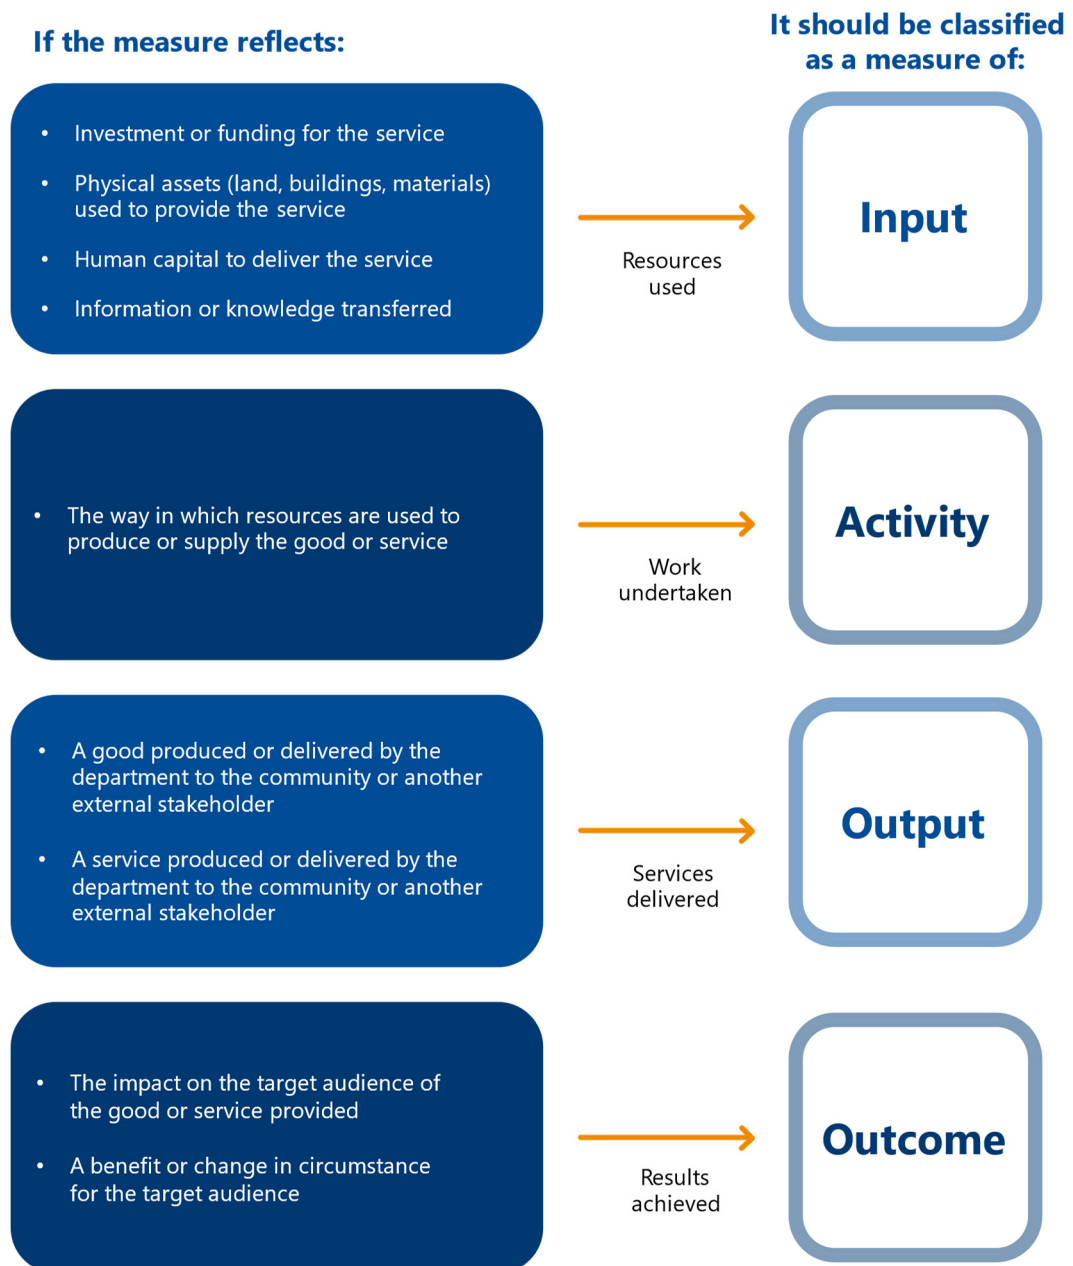 If the measure reflects:
It should be classified
as a measure of:
• Investment or funding for the service
• Physical assets (land, buildings, materials)
used to provide the service
• Human capital to deliver the service
• Information or knowledge transferred
Resources
used
Input
• The way in which resources are used to
produce or supply the good or service
Work
undertaken
Activity
• A good produced or delivered by the
department to the community or another
external stakeholder
• A service produced or delivered by the
department to the community or another
external stakeholder
Services
delivered
Output
• The impact on the target audience of
the good or service provided
• A benefit or change in circumstance
for the target audience
Results
achieved
Outcome